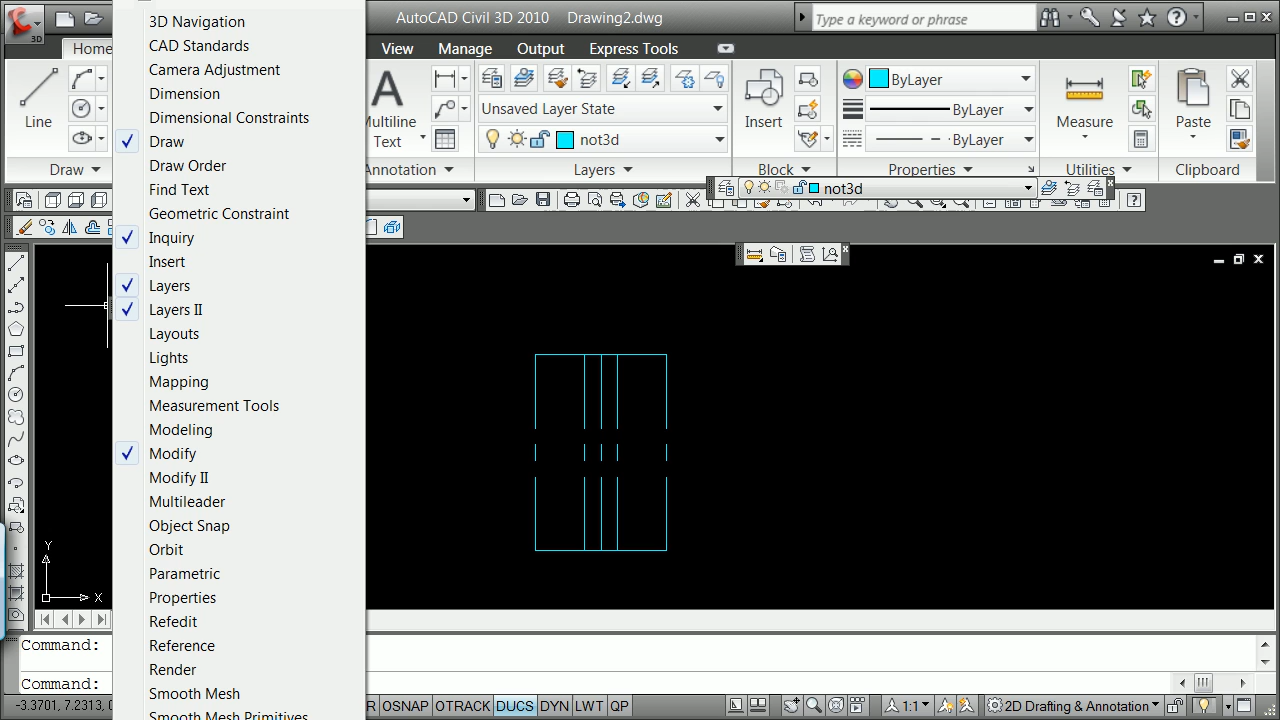 AutoCAD Civil 3D 2010 Drawing2.dwg
Type a keyword or phrase
3D
Home
View
Manage
Output
Express Tools
Line
Draw
Multiline
Text
Annotation
Unsaved Layer State
not3d
Layers
Insert
Block
ByLayer
ByLayer
ByLayer
Properties
Measure
Utilities
Paste
Clipboard
not3d
3D Navigation
CAD Standards
Camera Adjustment
Dimension
Dimensional Constraints
Draw
Draw Order
Find Text
Geometric Constraint
Inquiry
Insert
Layers
Layers II
Layouts
Lights
Mapping
Measurement Tools
Modeling
Modify
Modify II
Multileader
Object Snap
Orbit
Parametric
Properties
Refedit
Reference
Render
Smooth Mesh
Smooth Mesh Primitives
Y
X
Command:
Command:
-3.3701, 7.2313, 0
R OSNAP OTRACK DUCS DYN LWT QP
1:1
2D Drafting & Annotation